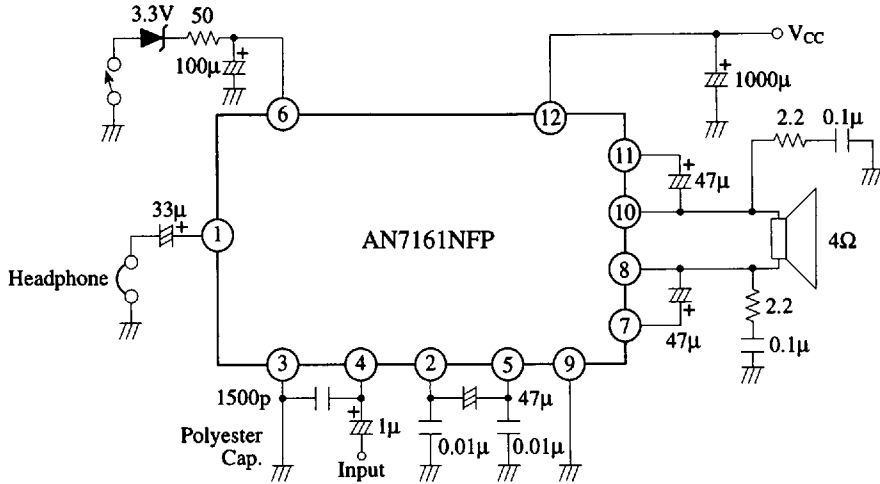 3.3V
50
100μ
+
6
12
+
1000μ
VCC
2.2
0.1μ
11
+
47μ
10
33μ
+
1
AN7161NFP
4Ω
Headphone
8
+
47μ
7
2.2
0.1μ
3
4
2
5
9
1500p
+
1μ
47μ
Polyester
Cap.
0.01μ
0.01μ
Input